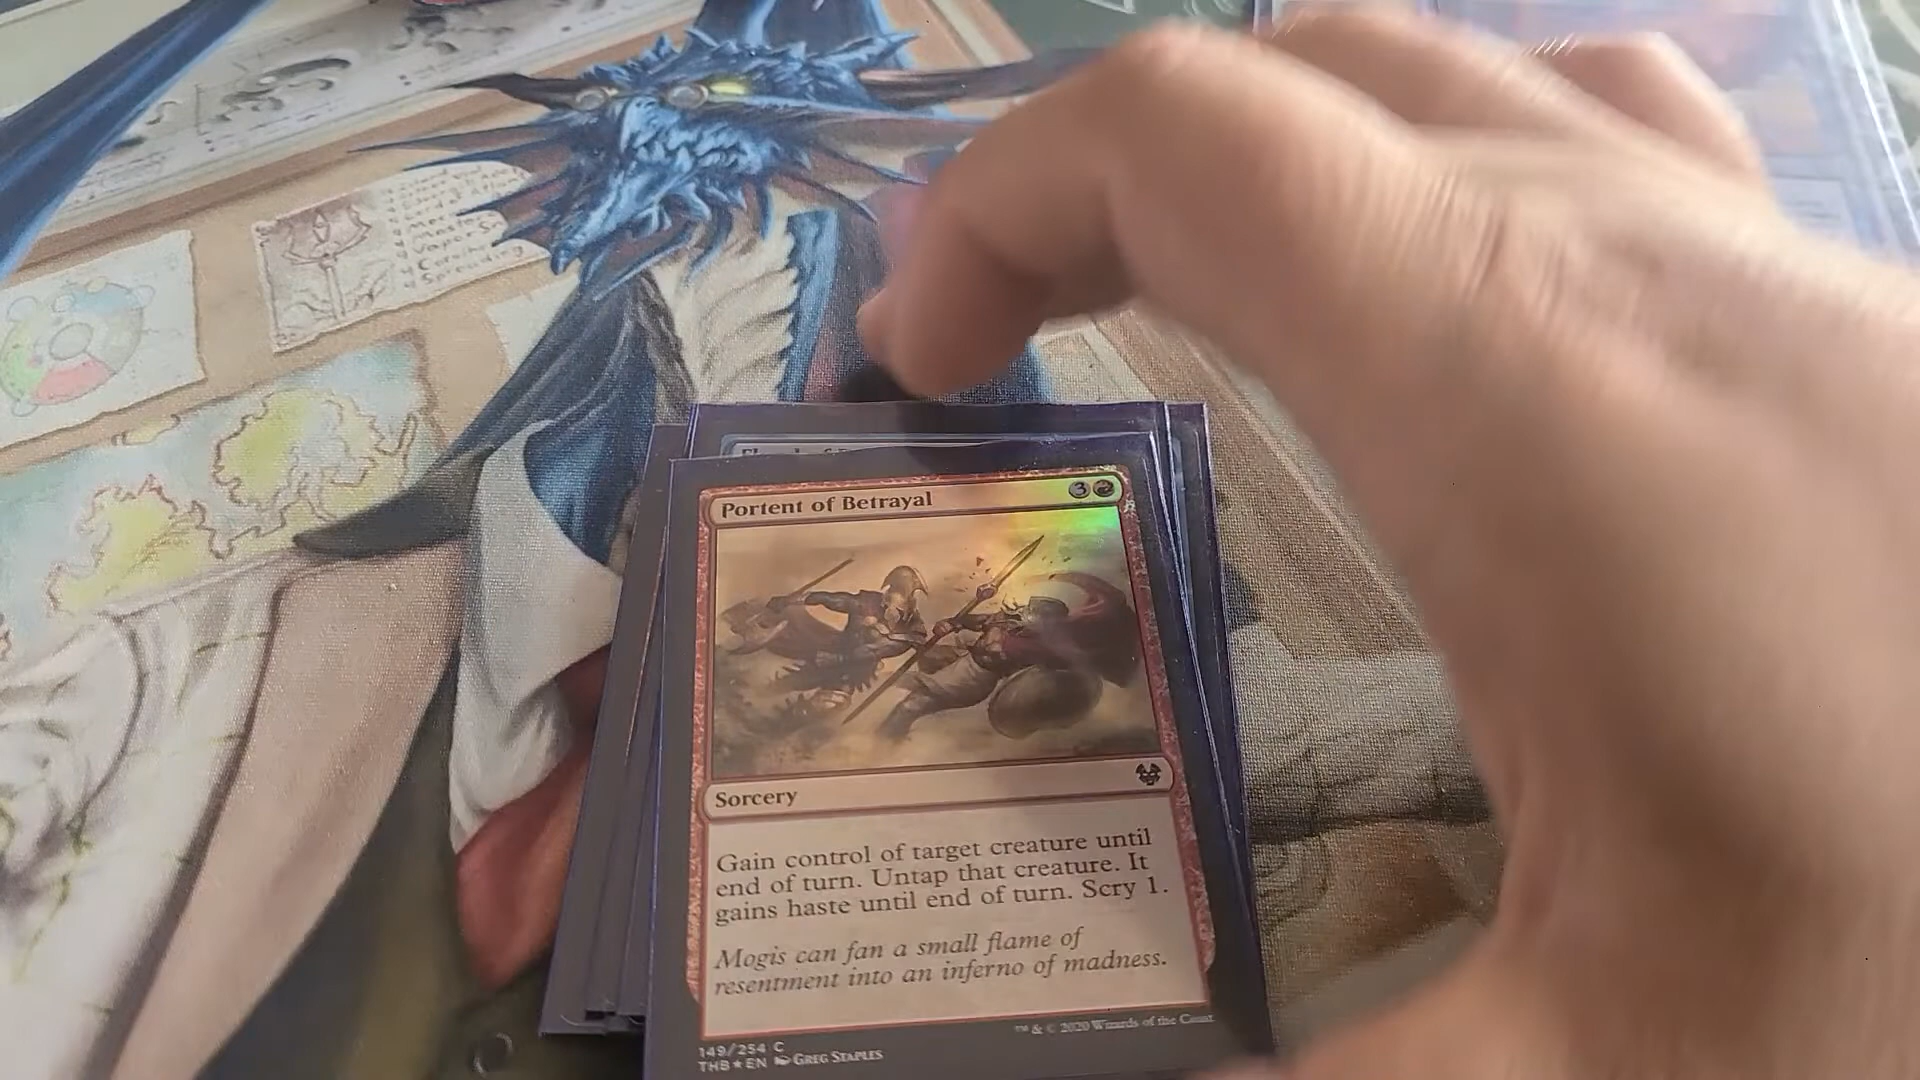 Portent of Betrayal
3
Sorcery
Gain control of target creature until
end of turn. Untap that creature. It
gains haste until end of turn. Scry 1.
Mogis can fan a small flame of
resentment into an inferno of madness.
™ & © 2020 Wizards of the Coast
149/254 C
THB★EN GREG STAPLES